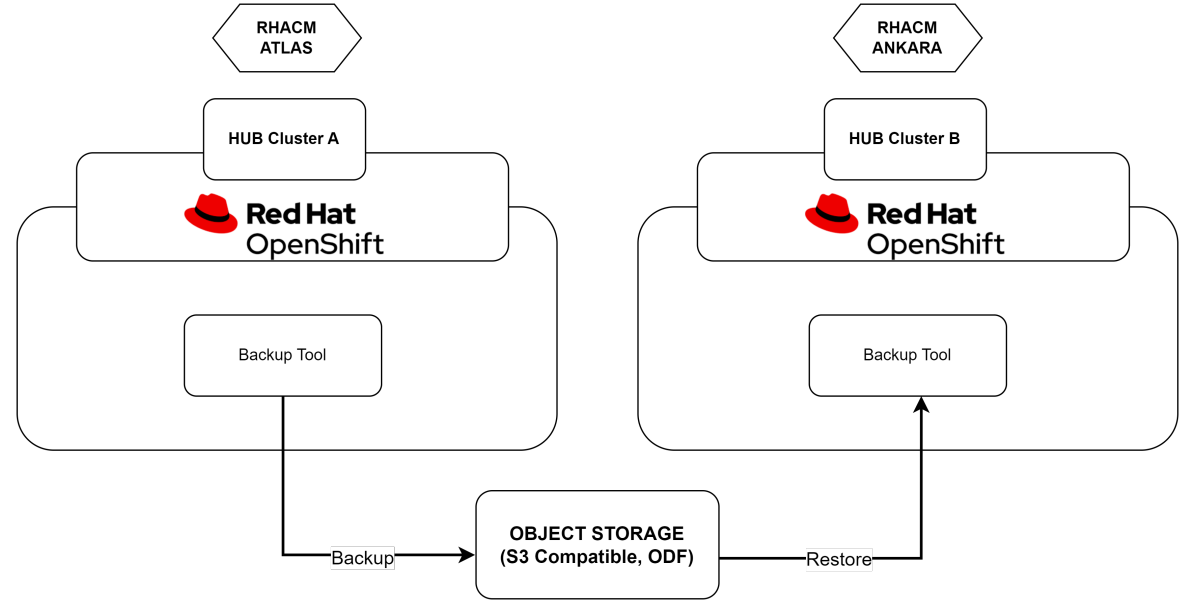 RHACM
ATLAS
RHACM
ANKARA
HUB Cluster A
HUB Cluster B
Red Hat
OpenShift
Red Hat
OpenShift
Backup Tool
Backup Tool
OBJECT STORAGE
(S3 Compatible, ODF)
Backup
Restore